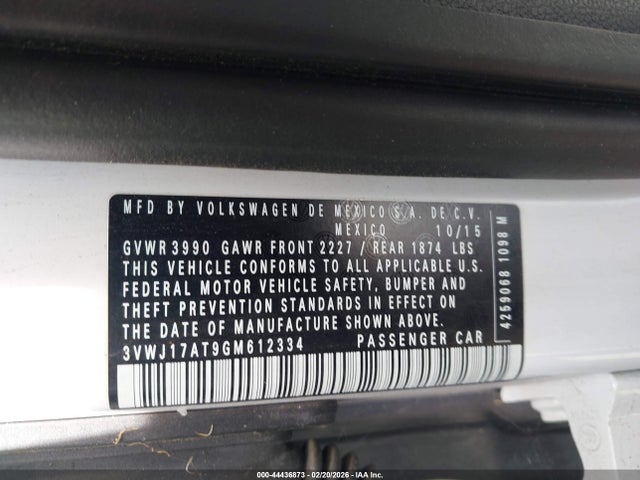 MFD BY VOLKSWAGEN DE MEXICO S.A. DE C.V.
MEXICO 10/15
GVWR 3990 GAWR FRONT 2227 / REAR 1874 LBS
THIS VEHICLE CONFORMS TO ALL APPLICABLE U.S.
FEDERAL MOTOR VEHICLE SAFETY, BUMPER AND
THEFT PREVENTION STANDARDS IN EFFECT ON
THE DATE OF MANUFACTURE SHOWN ABOVE.
3VWJ17AT9GM612334 PASSENGER CAR
4259068 1098 M
000-44436873 - 02/20/2026 - Property of IAA, Inc.